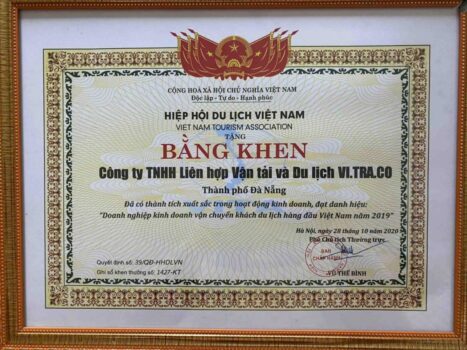 CỘNG HOÀ XÃ HỘI CHỦ NGHĨA VIỆT NAM
Độc lập - Tự do - Hạnh phúc
HIỆP HỘI DU LỊCH VIỆT NAM
VIET NAM TOURISM ASSOCIATION
TẶNG
BẰNG KHEN
Công ty TNHH Liên hợp Vận tải và Du lịch VI.TRA.CO
Thành phố Đà Nẵng
Đã có thành tích xuất sắc trong hoạt động kinh doanh, đạt danh hiệu:
"Doanh nghiệp kinh doanh vận chuyển khách du lịch hàng đầu Việt Nam năm 2019"
Hà Nội, ngày 28 tháng 10 năm 2020
Phó Chủ tịch Thường trực
BAN
CHẤP HÀNH
Quyết định số: 39/QĐ-HHDLVN
Ghi sổ khen thưởng số: 1427-KT
VŨ THẾ BÌNH